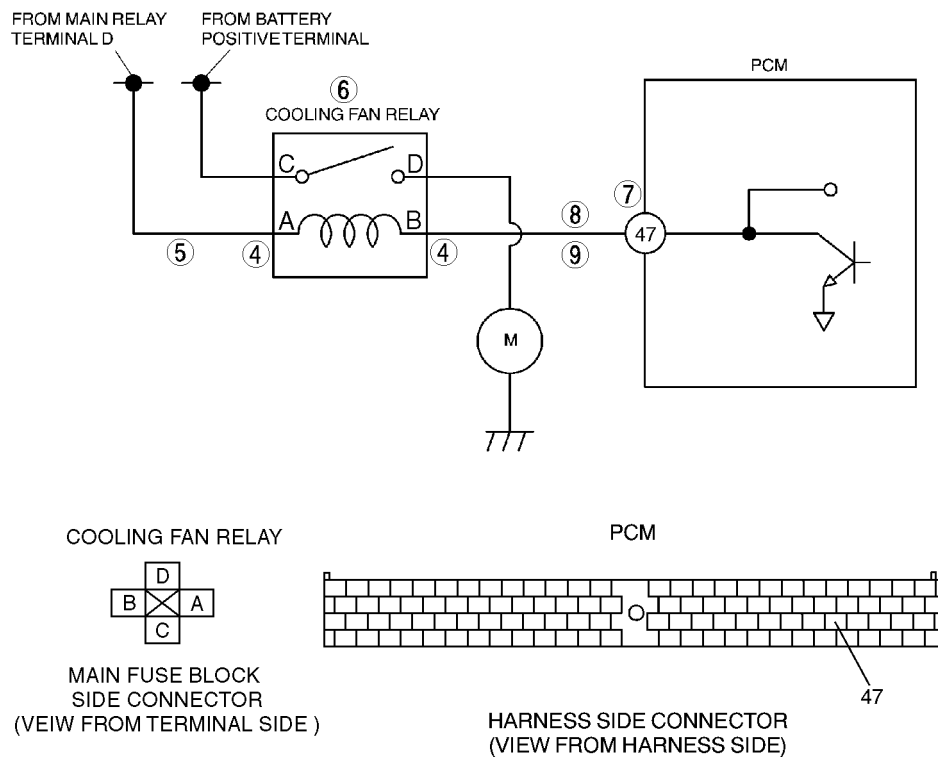 FROM MAIN RELAY
TERMINAL D
FROM BATTERY
POSITIVE TERMINAL
PCM
6
COOLING FAN RELAY
C
D
A
B
5
4
4
8
9
7
47
M
COOLING FAN RELAY
D
B
A
C
MAIN FUSE BLOCK
SIDE CONNECTOR
(VEIW FROM TERMINAL SIDE )
PCM
47
HARNESS SIDE CONNECTOR
(VIEW FROM HARNESS SIDE)